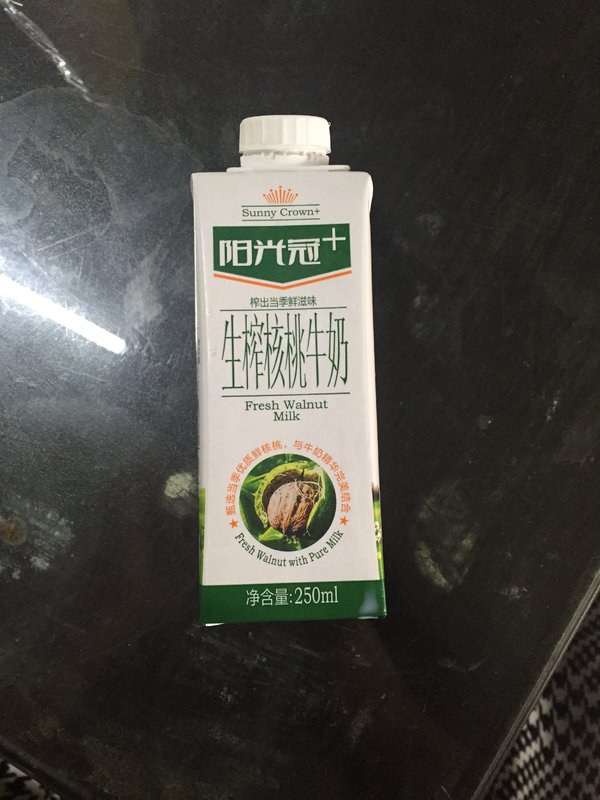 Sunny Crown+
阳光冠+
榨出当季鲜滋味
生榨核桃牛奶
Fresh Walnut
Milk
★甄选当季优质鲜核桃，与牛奶精华完美结合★
Fresh Walnut with Pure Milk
净含量:250ml